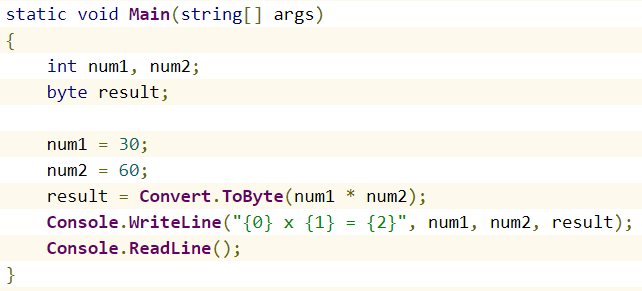 static void Main(string[] args)
{
    int num1, num2;
    byte result;

    num1 = 30;
    num2 = 60;
    result = Convert.ToByte(num1 * num2);
    Console.WriteLine("{0} x {1} = {2}", num1, num2, result);
    Console.ReadLine();
}